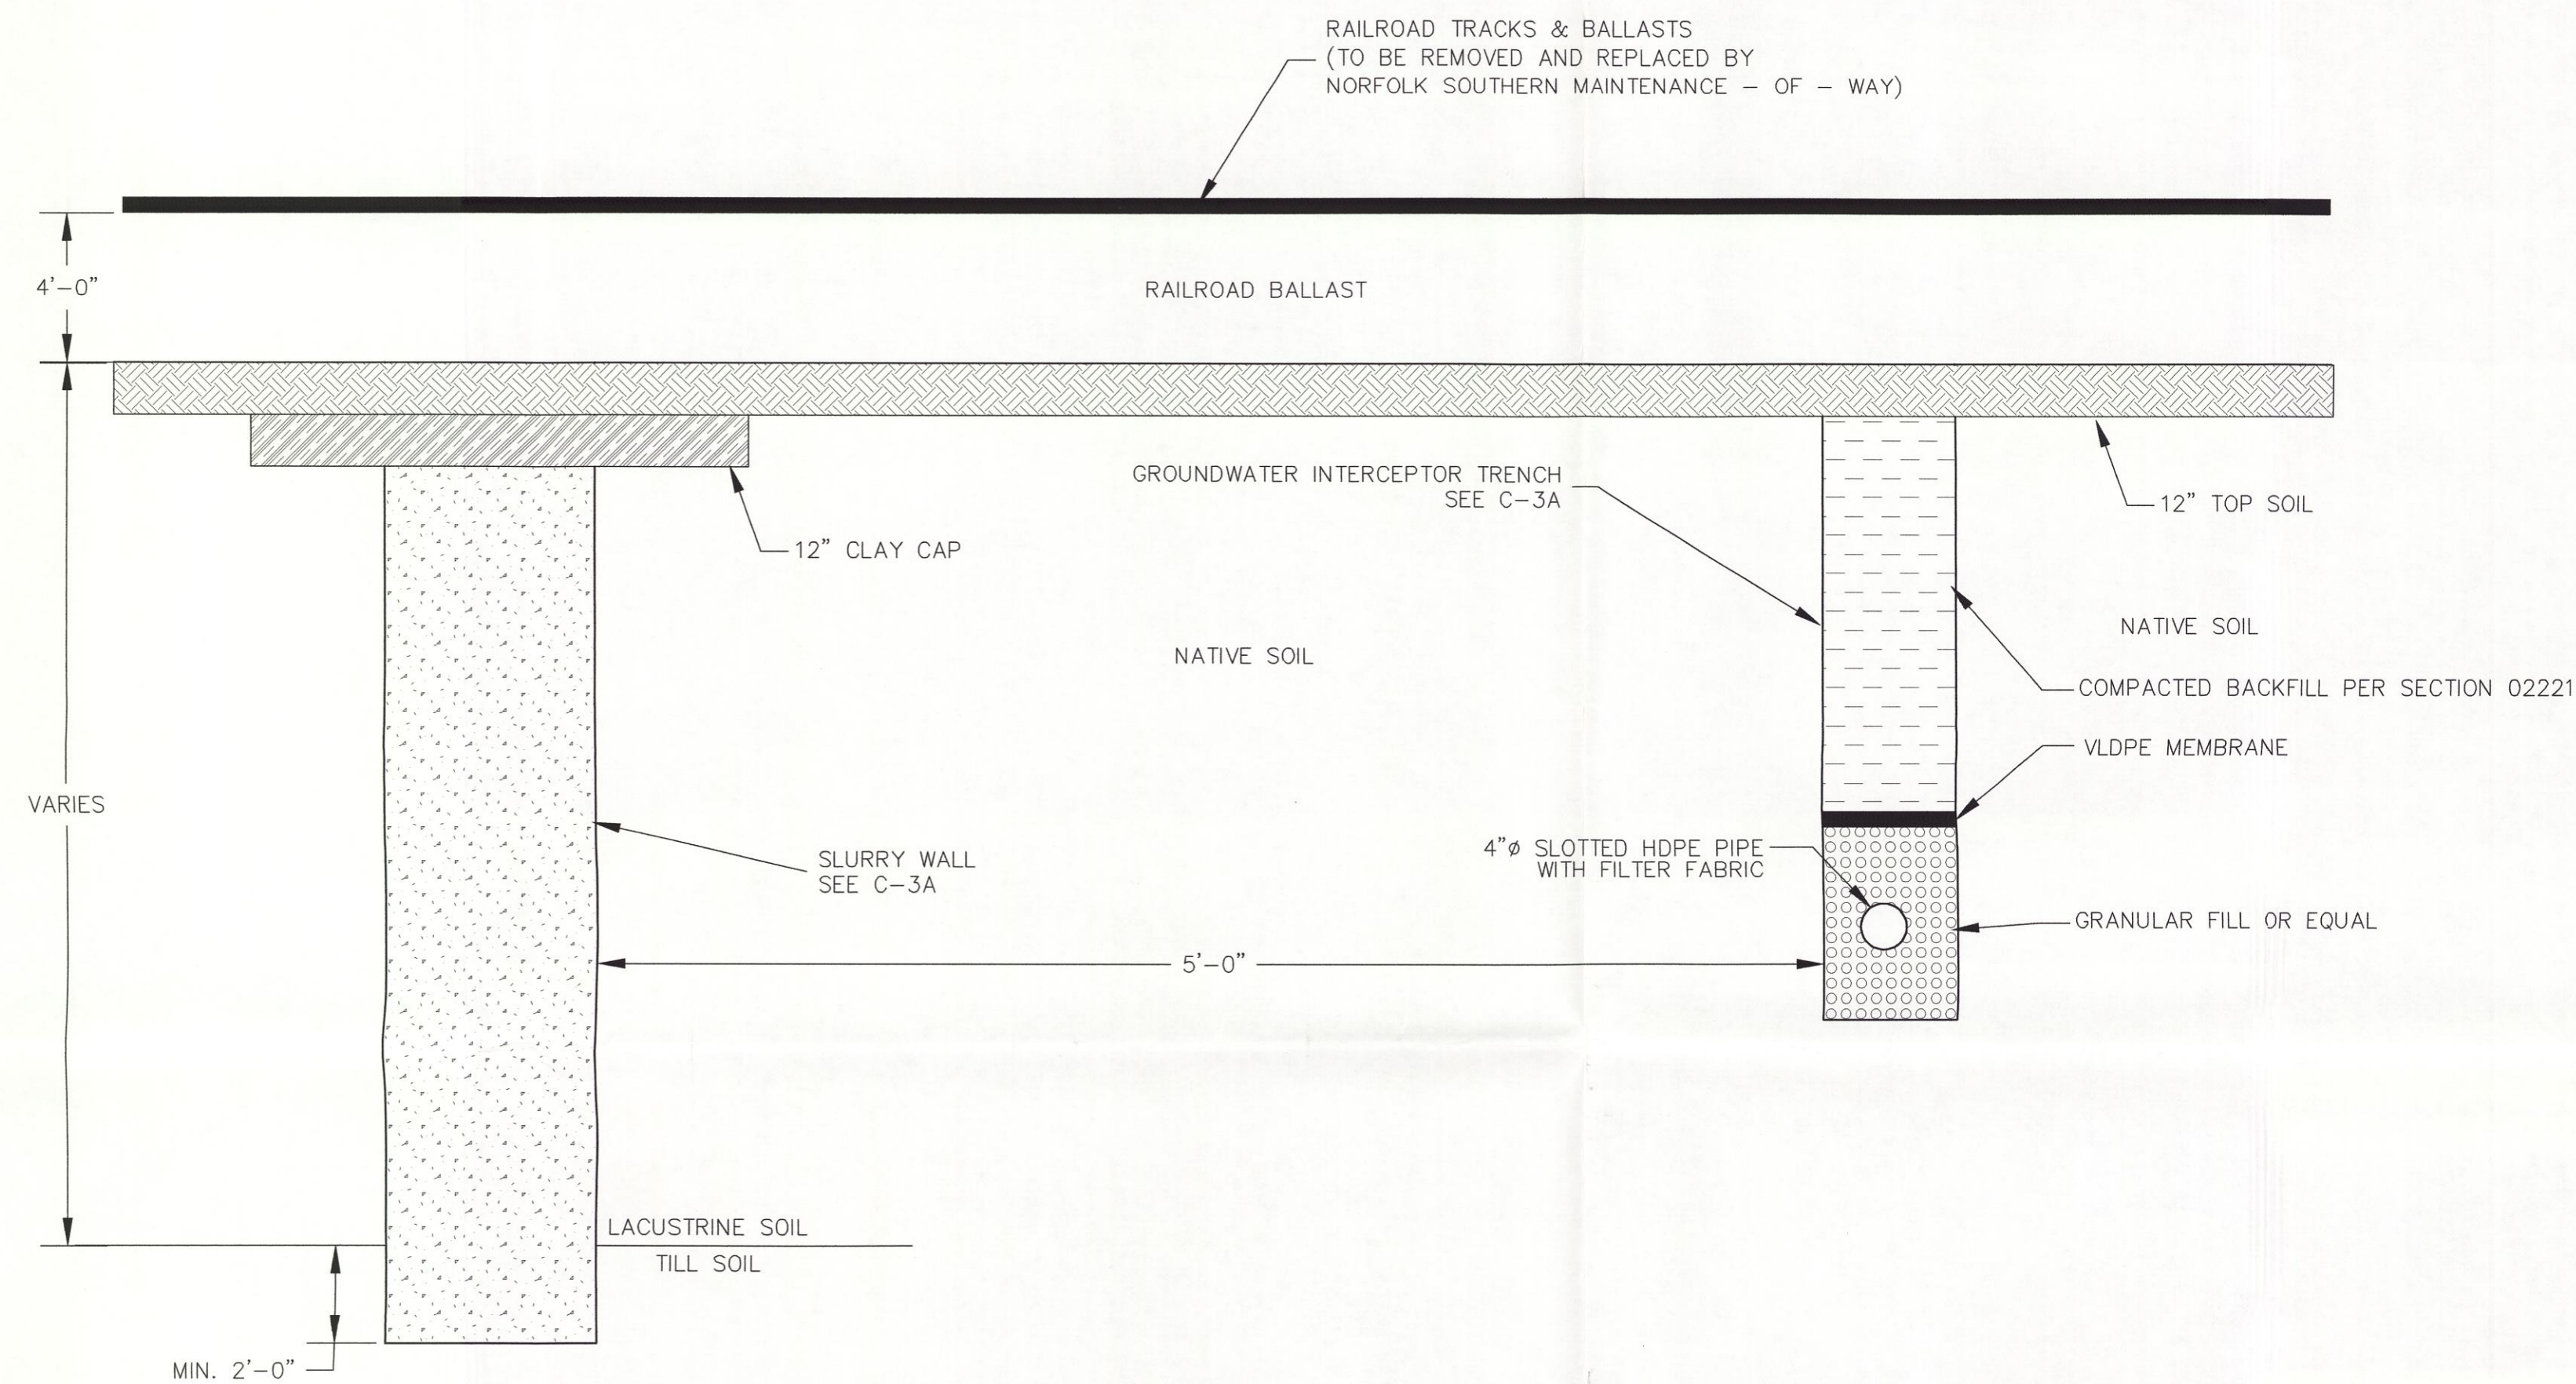 RAILROAD TRACKS & BALLASTS
(TO BE REMOVED AND REPLACED BY
NORFOLK SOUTHERN MAINTENANCE – OF – WAY)
4'–0"
RAILROAD BALLAST
GROUNDWATER INTERCEPTOR TRENCH
SEE C–3A
12" TOP SOIL
12" CLAY CAP
NATIVE SOIL
NATIVE SOIL
COMPACTED BACKFILL PER SECTION 02221
VLDPE MEMBRANE
VARIES
4"ø SLOTTED HDPE PIPE
WITH FILTER FABRIC
SLURRY WALL
SEE C–3A
GRANULAR FILL OR EQUAL
5'–0"
LACUSTRINE SOIL
TILL SOIL
MIN. 2'–0"